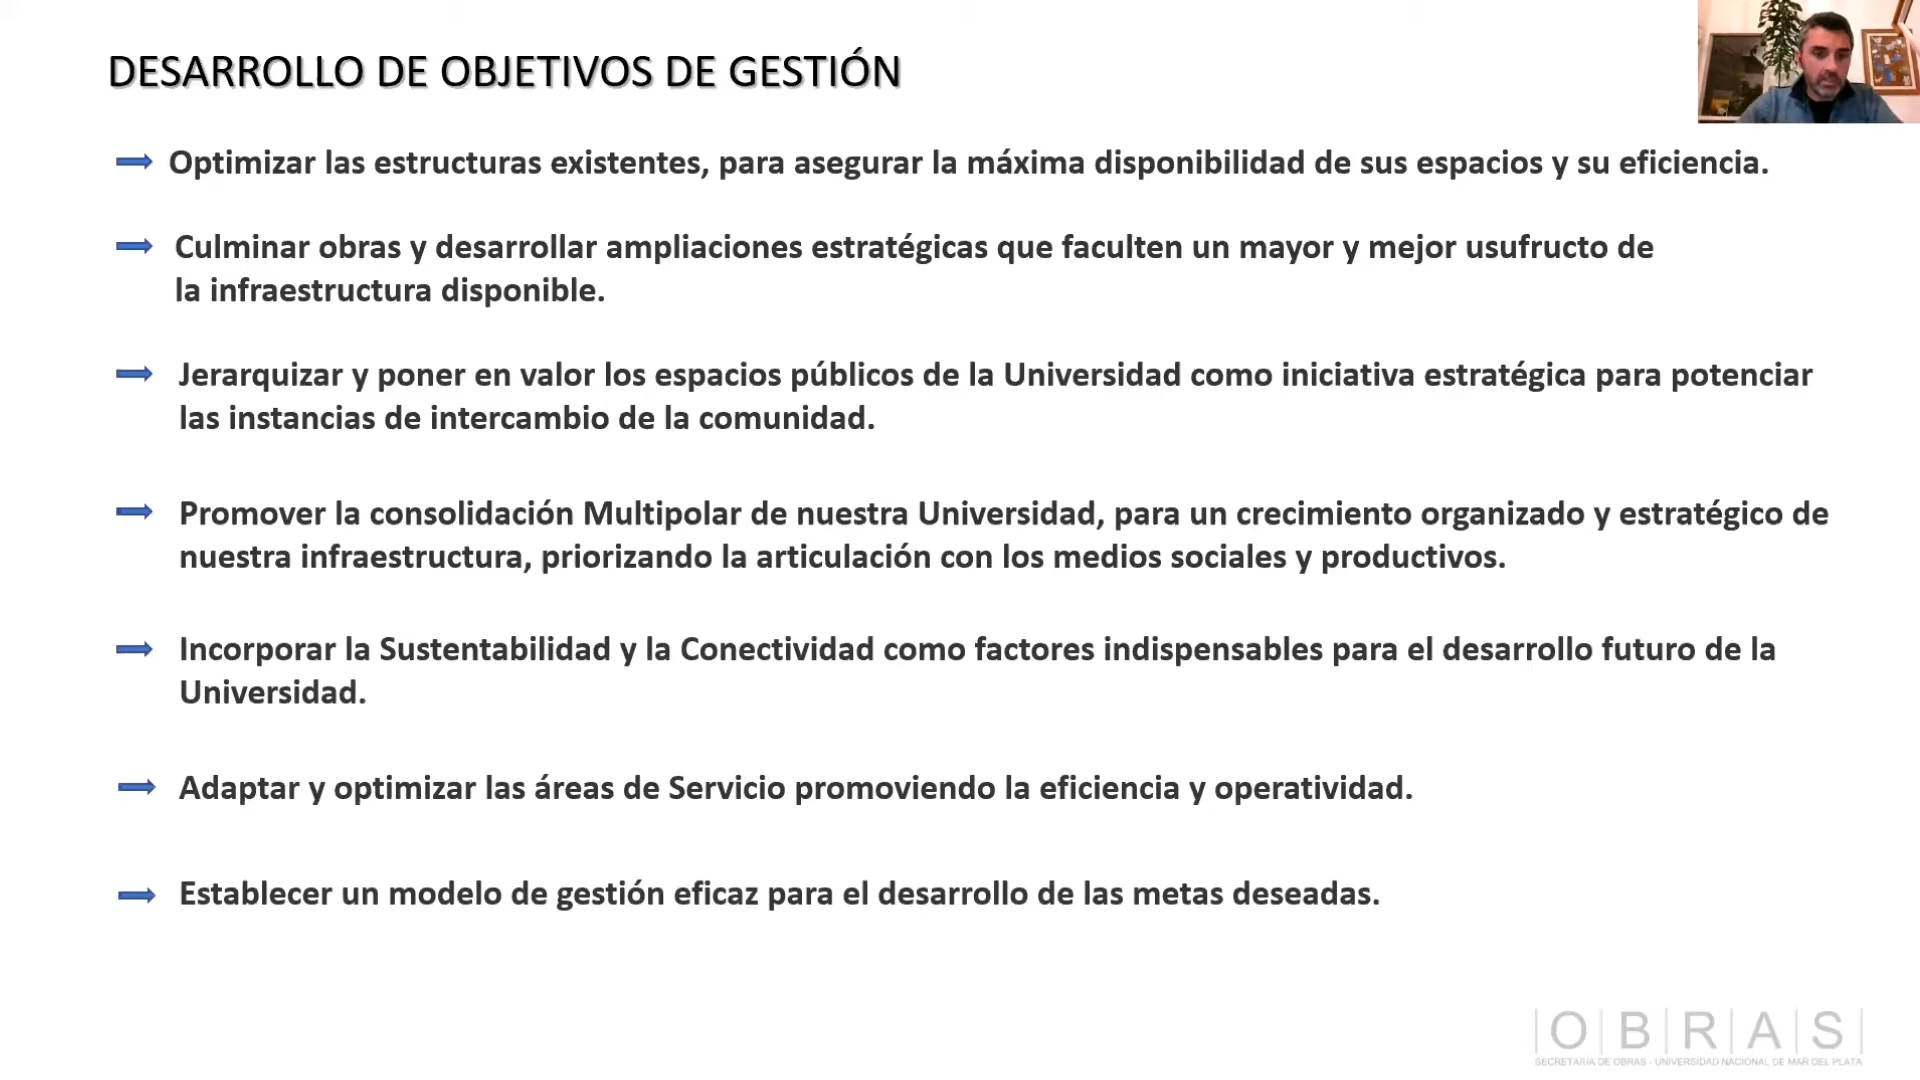 DESARROLLO DE OBJETIVOS DE GESTIÓN
Optimizar las estructuras existentes, para asegurar la máxima disponibilidad de sus espacios y su eficiencia.
Culminar obras y desarrollar ampliaciones estratégicas que faculten un mayor y mejor usufructo de
la infraestructura disponible.
Jerarquizar y poner en valor los espacios públicos de la Universidad como iniciativa estratégica para potenciar
las instancias de intercambio de la comunidad.
Promover la consolidación Multipolar de nuestra Universidad, para un crecimiento organizado y estratégico de
nuestra infraestructura, priorizando la articulación con los medios sociales y productivos.
Incorporar la Sustentabilidad y la Conectividad como factores indispensables para el desarrollo futuro de la
Universidad.
Adaptar y optimizar las áreas de Servicio promoviendo la eficiencia y operatividad.
Establecer un modelo de gestión eficaz para el desarrollo de las metas deseadas.
|O|B|R|A|S|
SECRETARÍA DE OBRAS - UNIVERSIDAD NACIONAL DE MAR DEL PLATA